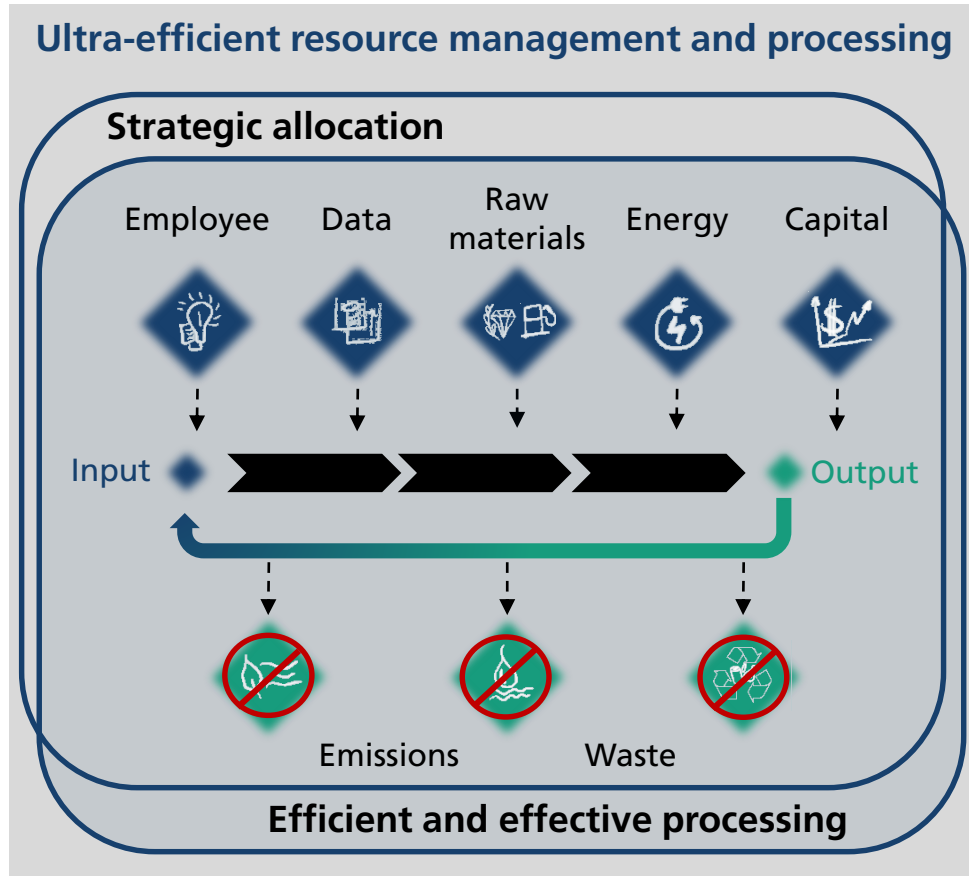 Ultra-efficient resource management and processing
Strategic allocation
Employee
Data
Raw
materials
Energy
Capital
$
Input
Output
Emissions
Waste
Efficient and effective processing